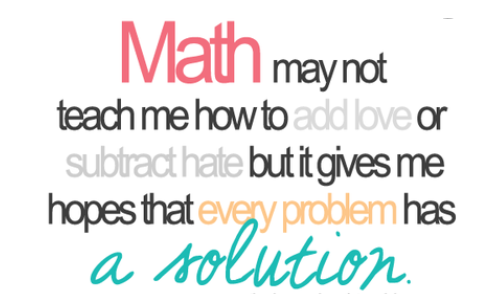 Math may not
teach me how to add love or
subtract hate but it gives me
hopes that every problem has
a solution.